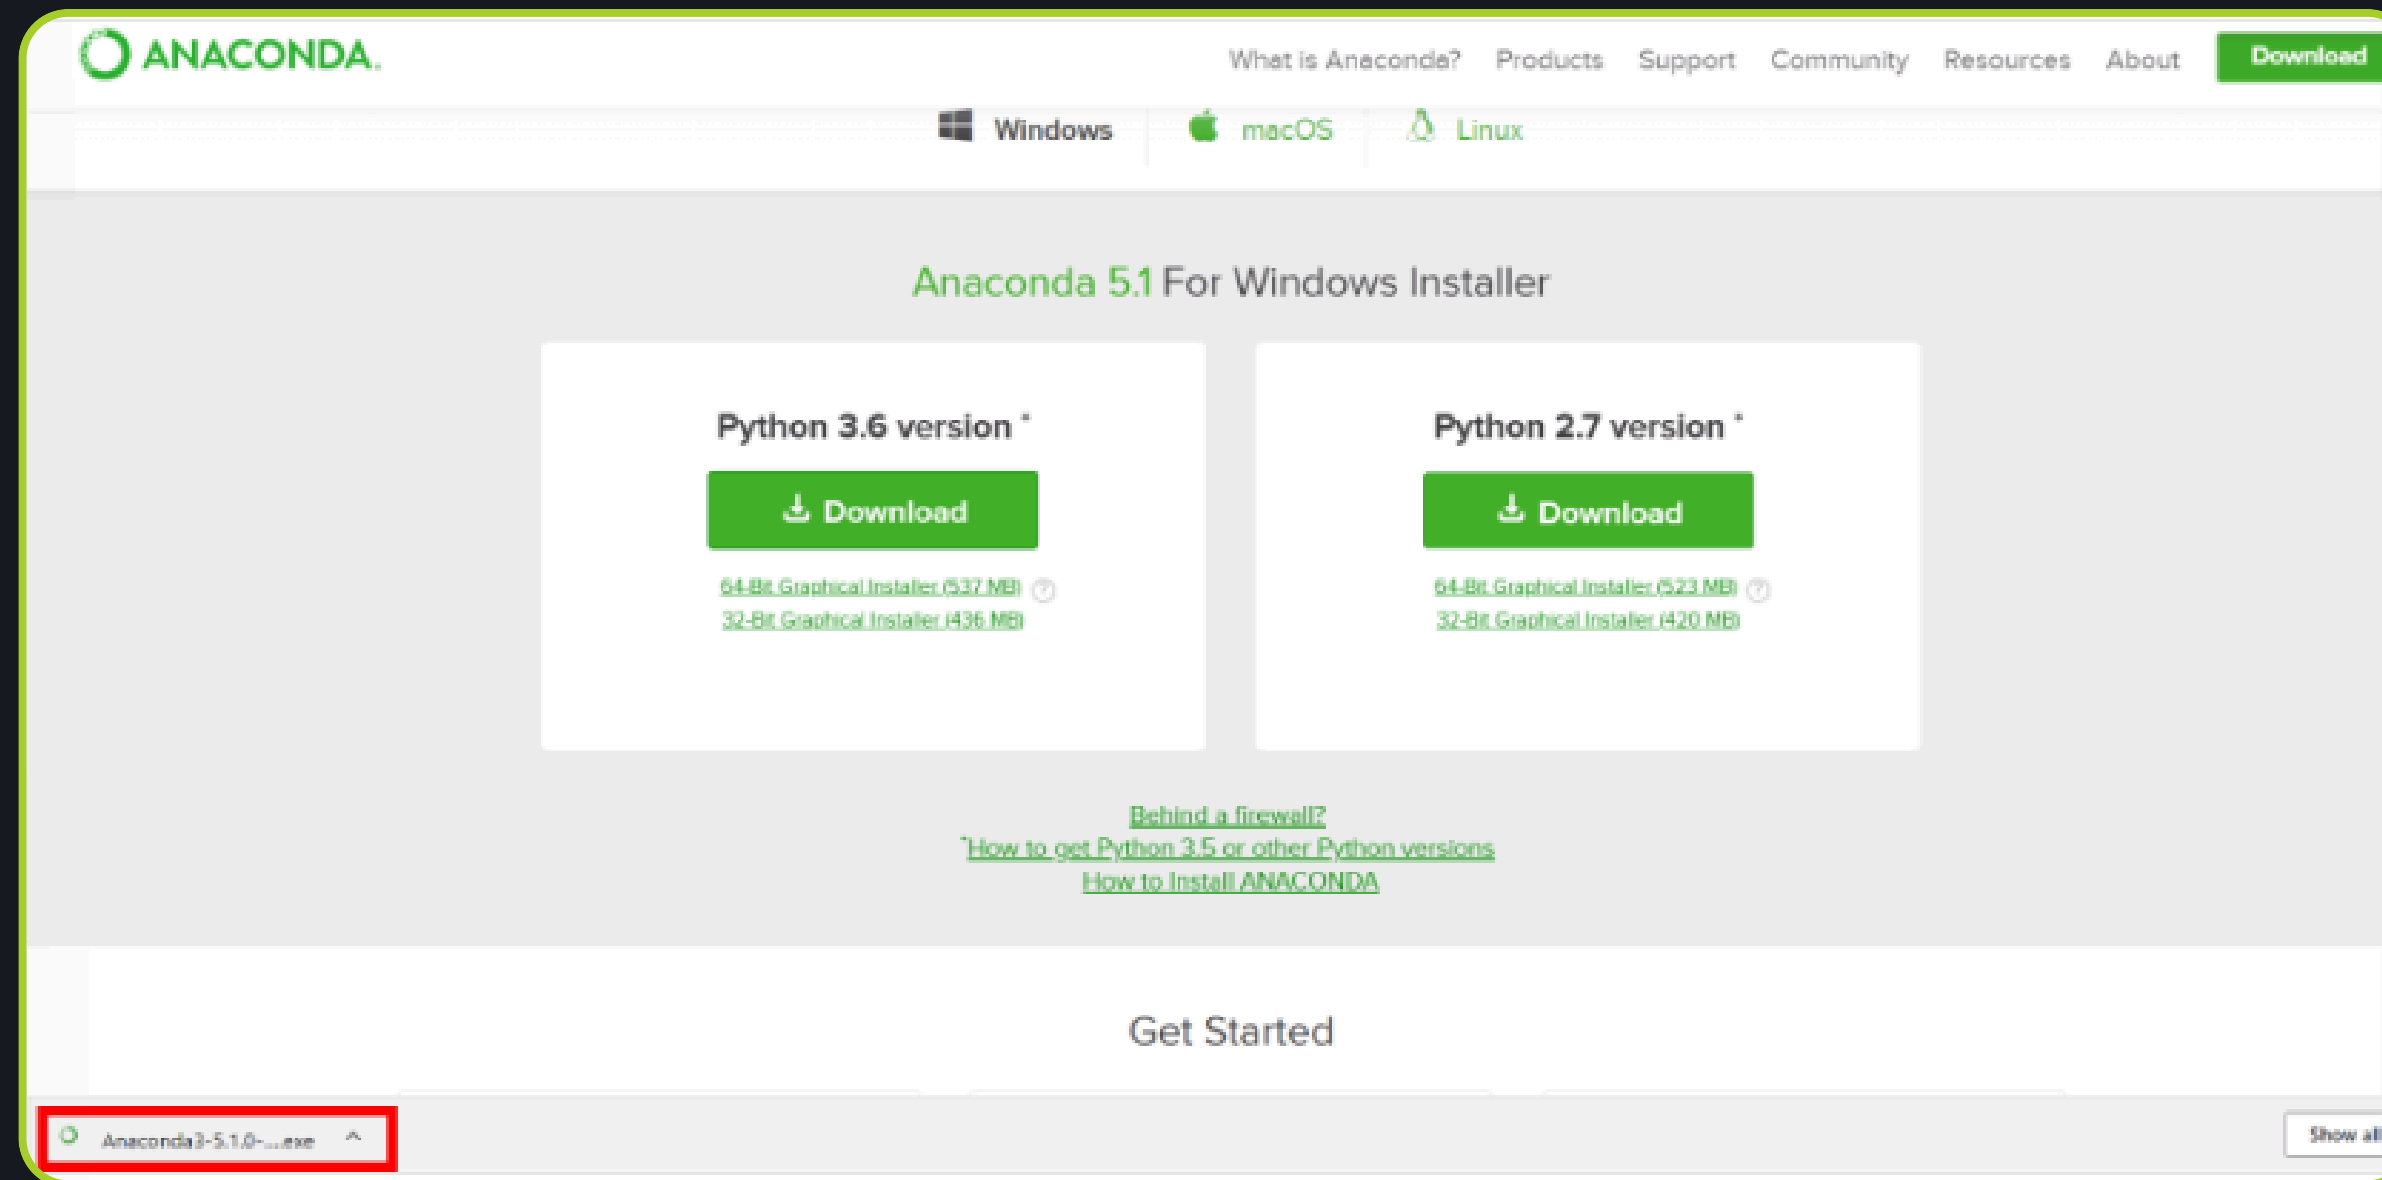 ANACONDA.
What is Anaconda? Products Support Community Resources About Download
Windows macOS Linux
Anaconda 5.1 For Windows Installer
Python 3.6 version *
Download
64-Bit Graphical Installer (537 MB) ?
32-Bit Graphical Installer (436 MB)
Python 2.7 version *
Download
64-Bit Graphical Installer (523 MB) ?
32-Bit Graphical Installer (420 MB)
Behind a firewall?
*How to get Python 3.5 or other Python versions
How to Install ANACONDA
Get Started
Anaconda3-5.1.0-....exe
Show all